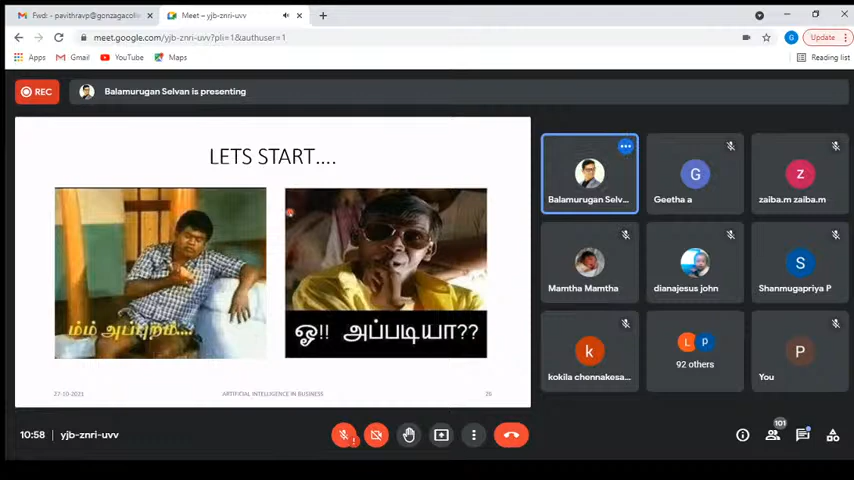 Fwd: - pavithravp@gonzagacolle
Meet – yjb-znri-uvv
meet.google.com/yjb-znri-uvv?pli=1&authuser=1
G
Update
Apps
Gmail
YouTube
Maps
Reading list
REC
Balamurugan Selvan is presenting
LETS START....
ம்ம் அப்புறம்...
ஓ!! அப்படியா??
27-10-2021
ARTIFICIAL INTELLIGENCE IN BUSINESS
26
Balamurugan Selv...
G
Geetha a
z
zaiba.m zaiba.m
Mamtha Mamtha
dianajesus john
S
Shanmugapriya P
k
kokila chennakesa...
L
P
92 others
P
You
10:58
yjb-znri-uvv
101